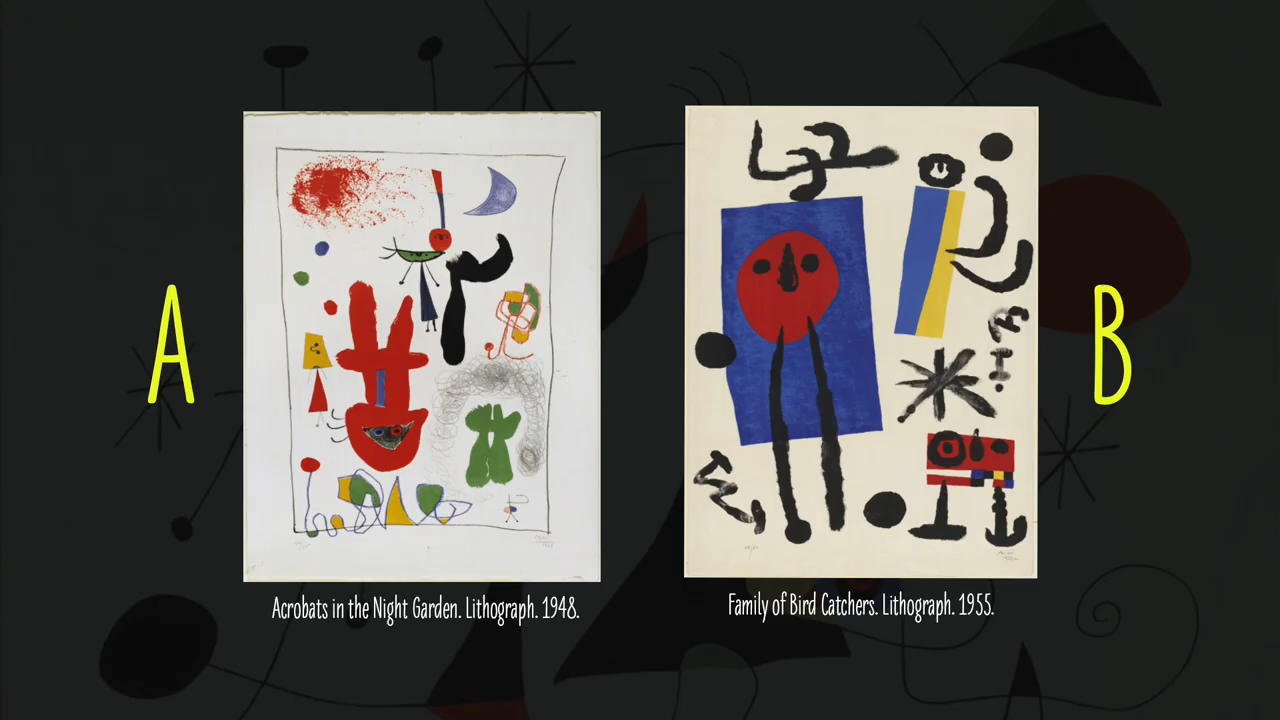 A
B
Acrobats in the Night Garden. Lithograph. 1948.
Family of Bird Catchers. Lithograph. 1955.